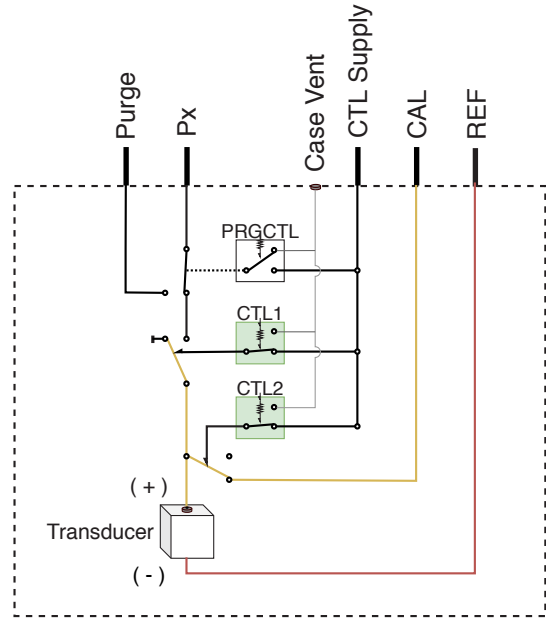 Purge
Px
Case Vent
CTL Supply
CAL
REF
PRGCTL
CTL1
CTL2
(+)
Transducer
(-)